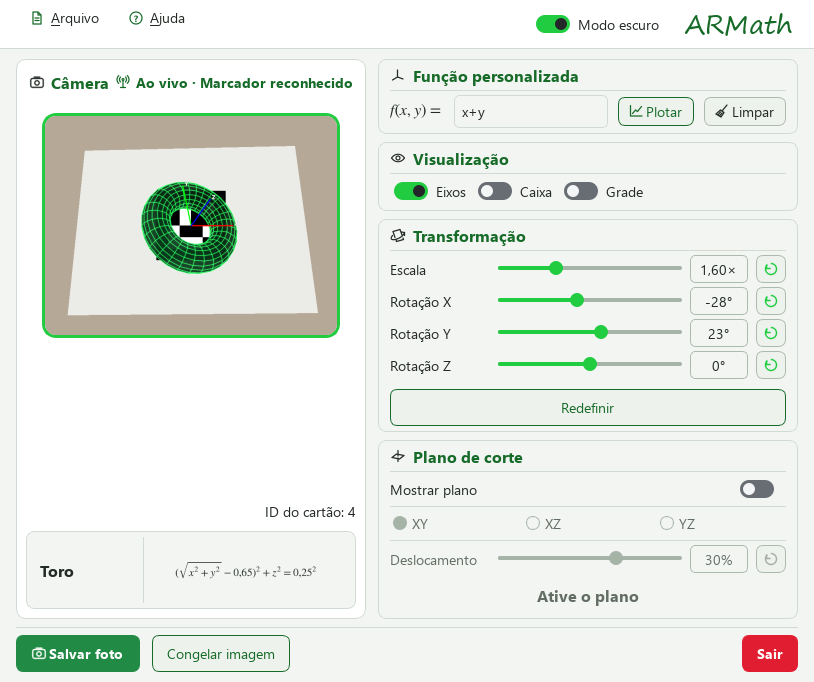 Arquivo Ajuda Modo escuro ARMath
Câmera Ao vivo · Marcador reconhecido
ID do cartão: 4
Toro (√x² + y² − 0,65)² + z² = 0,25²
Função personalizada
f(x, y) = x+y Plotar Limpar
Visualização
Eixos Caixa Grade
Transformação
Escala 1,60×
Rotação X -28°
Rotação Y 23°
Rotação Z 0°
Redefinir
Plano de corte
Mostrar plano
XY XZ YZ
Deslocamento 30%
Ative o plano
Salvar foto Congelar imagem Sair